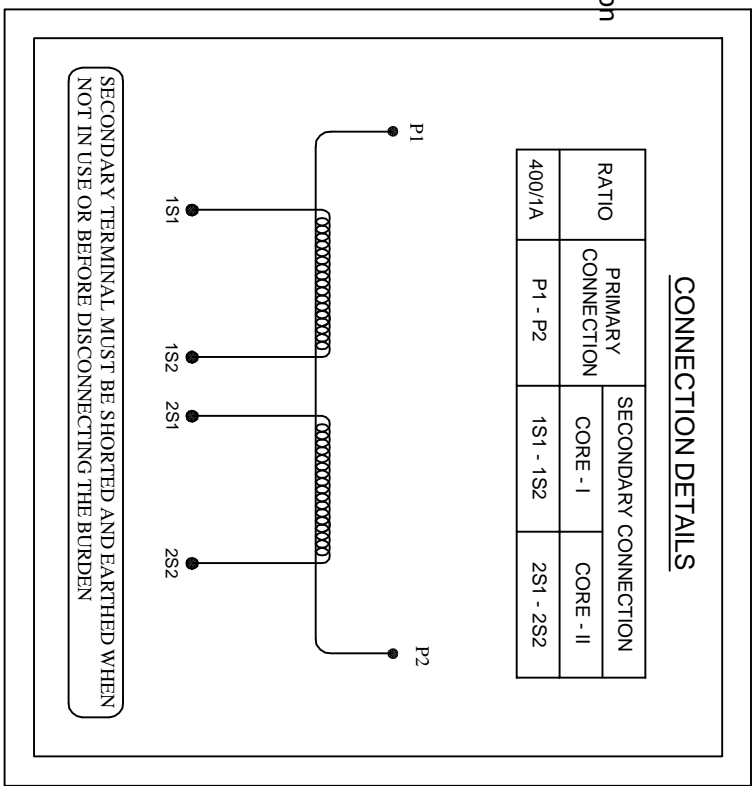 on
CONNECTION DETAILS
RATIO
PRIMARY
CONNECTION
SECONDARY CONNECTION
CORE - I
CORE - II
400/1A
P1 - P2
1S1 - 1S2
2S1 - 2S2
P1
P2
1S1
1S2
2S1
2S2
SECONDARY TERMINAL MUST BE SHORTED AND EARTHED WHEN
NOT IN USE OR BEFORE DISCONNECTING THE BURDEN